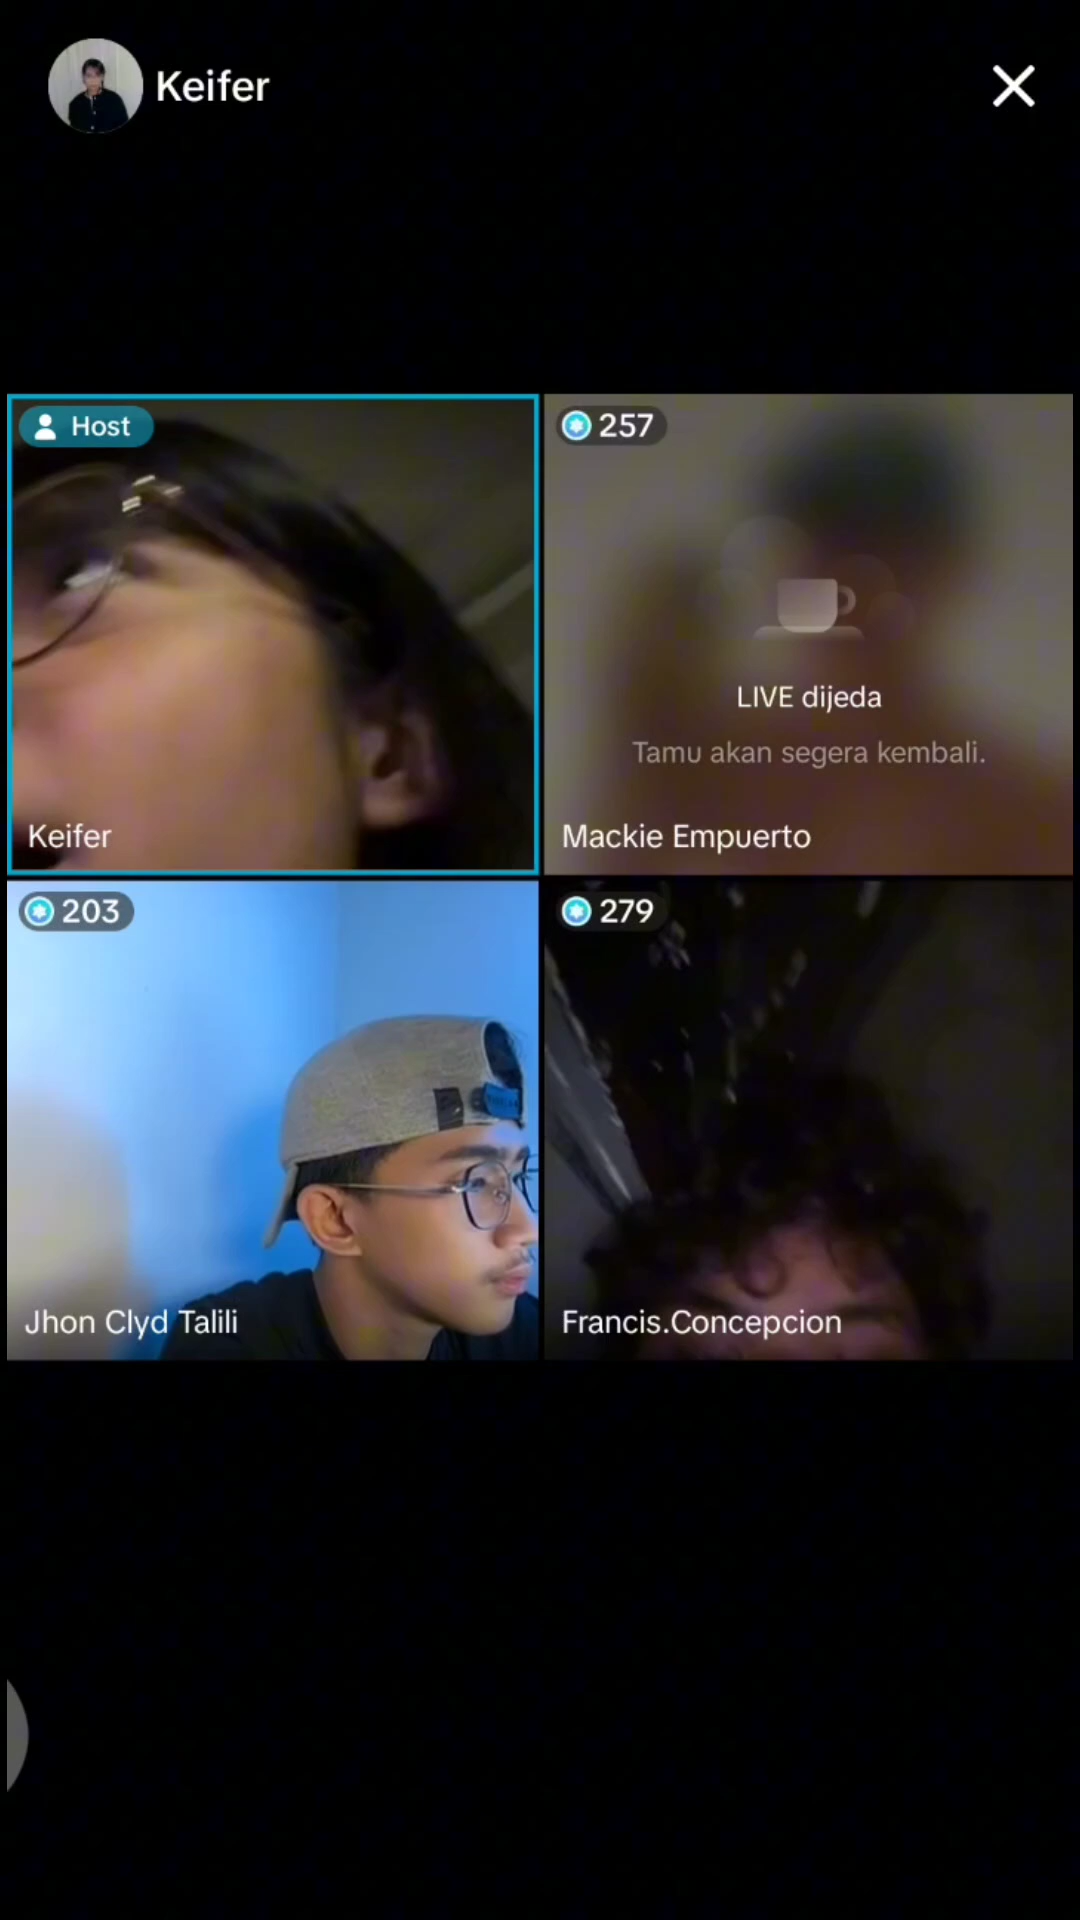 Keifer
Host
257
LIVE dijeda
Tamu akan segera kembali.
Keifer
Mackie Empuerto
203
279
Jhon Clyd Talili
Francis.Concepcion